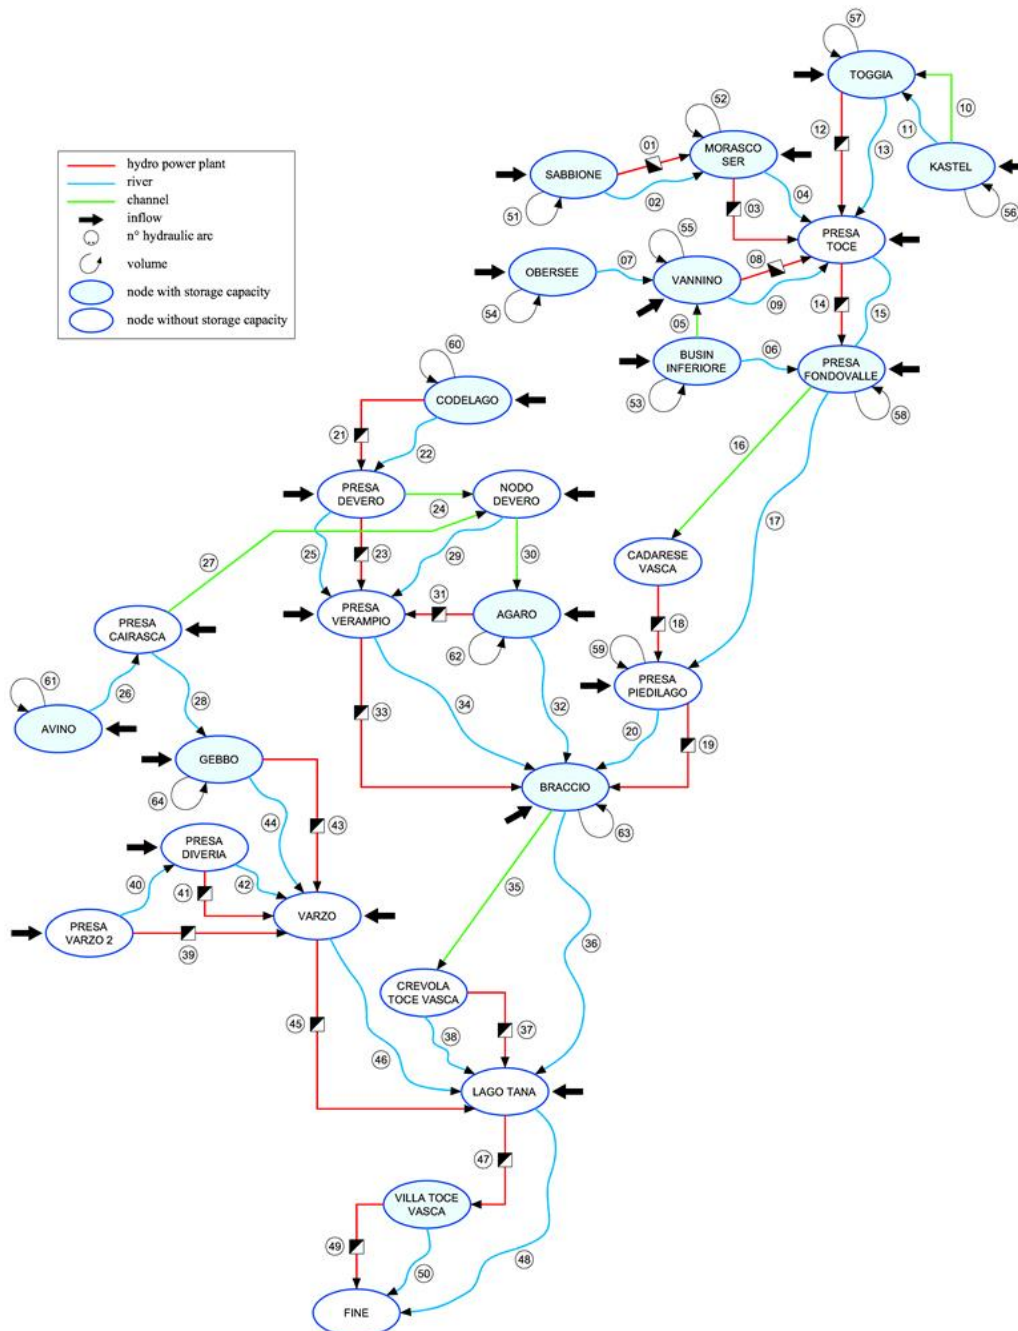 57
TOGGIA
10
52
12
11
13
01
MORASCO
SER
SABBIONE
KASTEL
51
02
03
04
56
55
PRESA
TOCE
07
08
OBERSEE
VANNINO
54
09
14
15
05
06
BUSIN
INFERIORE
PRESA
FONDOVALLE
53
58
hydro power plant
river
channel
inflow
n° hydraulic arc
volume
node with storage capacity
node without storage capacity
60
CODELAGO
21
22
16
PRESA
DEVERO
NODO
DEVERO
24
17
25
23
29
30
27
CADARESE
VASCA
31
PRESA
VERAMPIO
AGARO
PRESA
CAIRASCA
18
62
59
61
26
28
PRESA
PIEDILAGO
AVINO
33
34
32
20
19
GEBBO
64
BRACCIO
63
44
43
PRESA
DIVERIA
40
41
42
35
PRESA
VARZO 2
VARZO
39
36
CREVOLA
TOCE VASCA
45
46
38
37
LAGO TANA
47
VILLA TOCE
VASCA
49
50
48
FINE